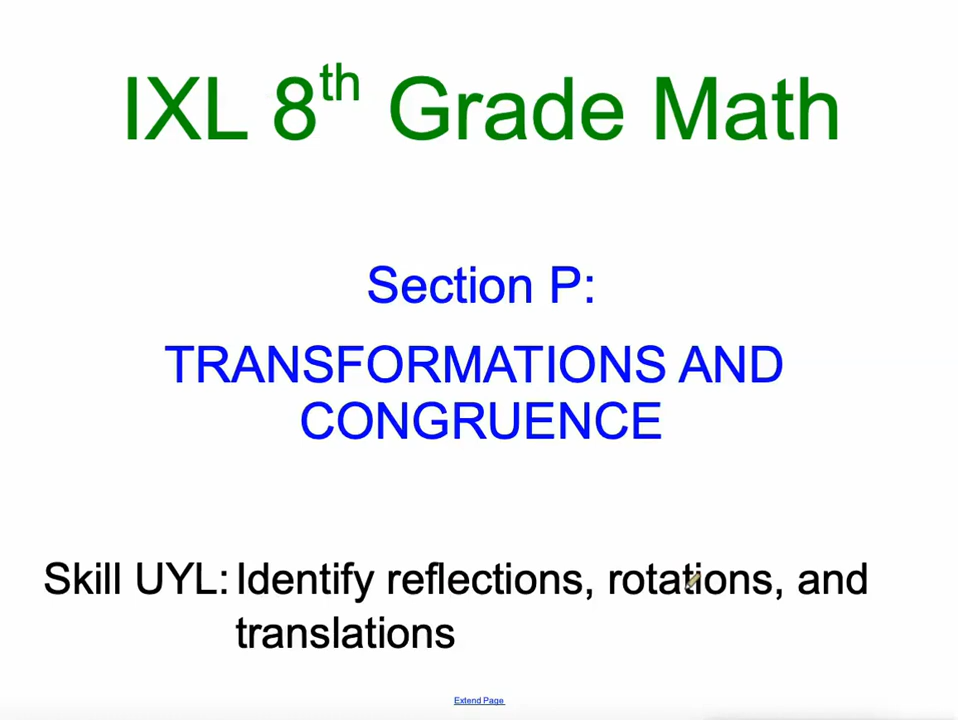 IXL 8th Grade Math
Section P:
TRANSFORMATIONS AND
CONGRUENCE
Skill UYL: Identify reflections, rotations, and
translations
Extend Page